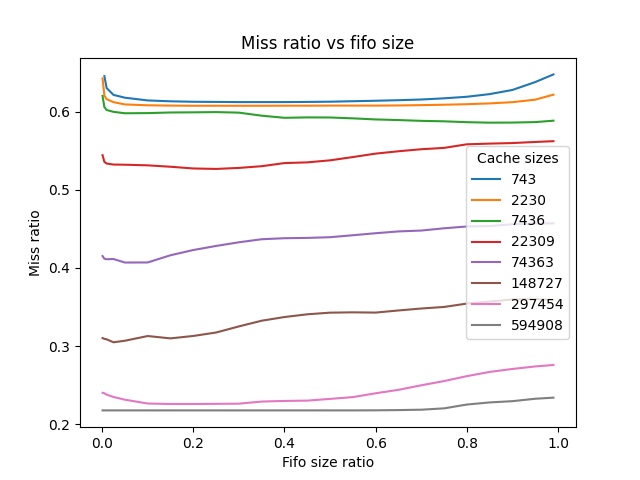 Miss ratio vs fifo size
Miss ratio
0.6
0.5
0.4
0.3
0.2
Cache sizes
743
2230
7436
22309
74363
148727
297454
594908
0.0 0.2 0.4 0.6 0.8 1.0
Fifo size ratio